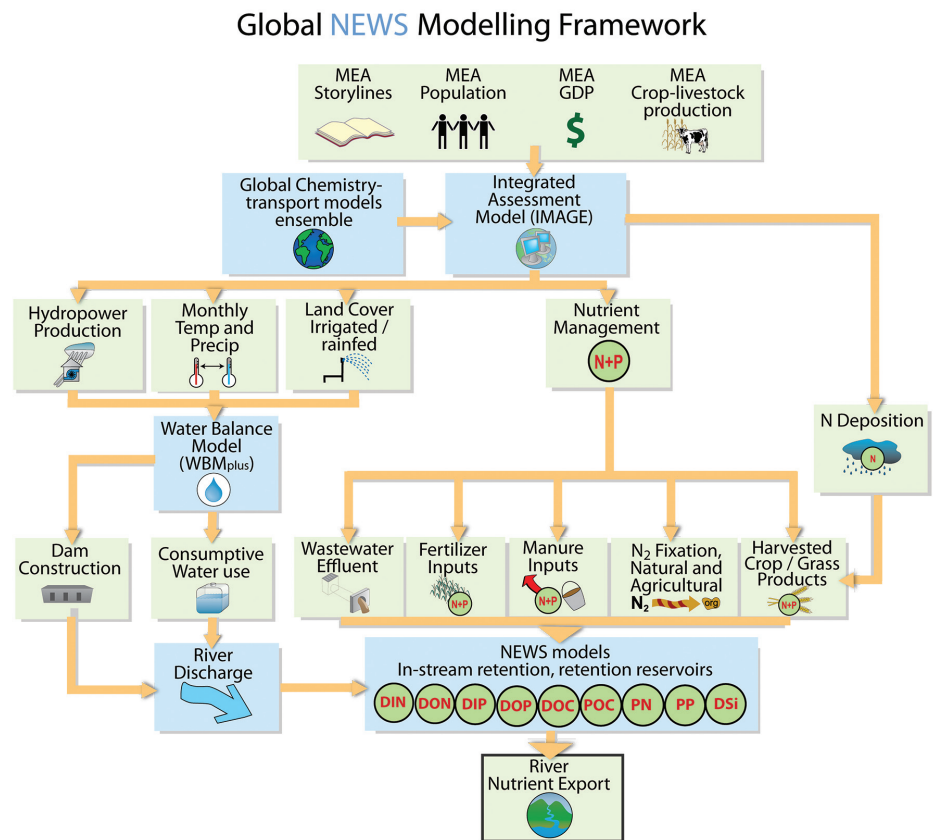 Global NEWS Modelling Framework
MEA
Storylines
MEA
Population
MEA
GDP
MEA
Crop-livestock
production
$
Global Chemistry-
transport models
ensemble
Integrated
Assessment
Model (IMAGE)
Hydropower
Production
Monthly
Temp and
Precip
Land Cover
Irrigated /
rainfed
Nutrient
Management
N+P
N Deposition
N
Water Balance
Model
(WBMplus)
Dam
Construction
Consumptive
Water use
Wastewater
Effluent
Fertilizer
Inputs
N+P
Manure
Inputs
N+P
N2 Fixation,
Natural and
Agricultural
N2 org
Harvested
Crop / Grass
Products
N+P
River
Discharge
NEWS models
In-stream retention, retention reservoirs
DIN DON DIP DOP DOC POC PN PP DSi
River
Nutrient Export